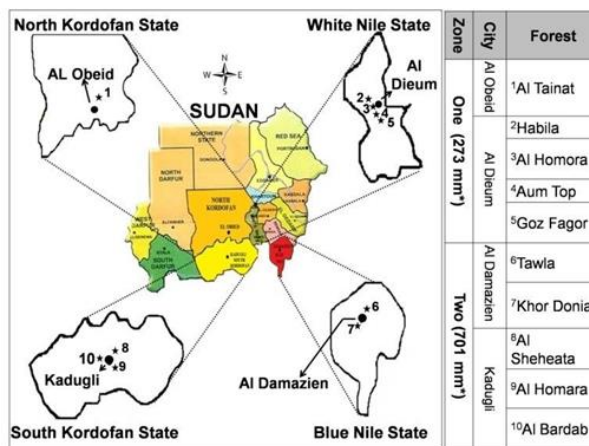 North Kordofan State
White Nile State
AL Obeid
1
N
W E
S
SUDAN
Al
Dieum
2
3
4
5
NORTHERN
STATE
RED SEA
NORTH
DARFUR
NORTH
KORDOFAN
SOUTH
DARFUR
6
7
8
10
9
Kadugli
Al Damazien
South Kordofan State
Blue Nile State
Zone
City
Forest
One (273 mm*)
Al Obeid
¹Al Tainat
Al Dieum
²Habila
³Al Homora
⁴Aum Top
⁵Goz Fagor
Two (701 mm*)
Al Damazien
⁶Tawla
⁷Khor Donia
Kadugli
⁸Al
Sheheata
⁹Al Homara
¹⁰Al Bardab